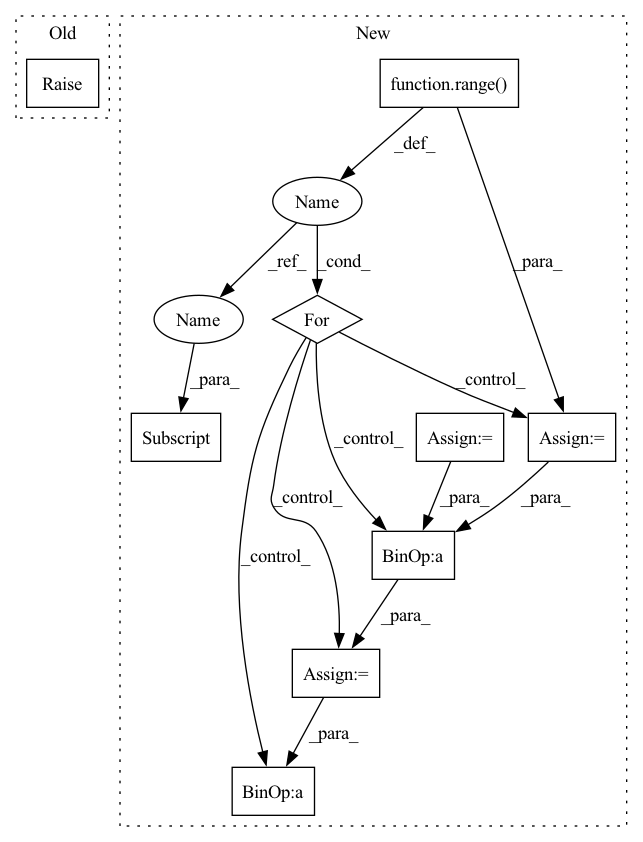 Old
New
Raise
function.range()
_def_
Name
_ref_
_cond_
_para_
Name
For
_para_
_control_
Subscript
_control_
Assign:=
Assign:=
_control_
_para_
_para_
_control_
BinOp:a
_para_
Assign:=
_para_
BinOp:a